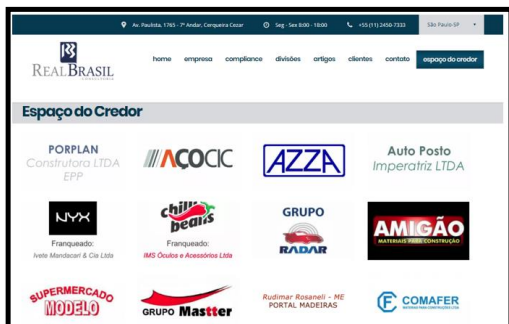 Av. Paulista, 1765 - 7° Andar, Cerqueira Cezar
Seg - Sex 8:00 - 18:00
+55 (11) 2450-7333
São Paulo-SP
REALBRASIL
home empresa compliance divisões artigos clientes contato espaço do credor
Espaço do Credor
PORPLAN
Construtora LTDA
EPP
AÇOCIC
AZZA
Auto Posto
Imperatriz LTDA
NYX
Franqueado:
Ivete Mandacari & Cia Ltda
chilli
beans
Franqueado:
IMS Óculos e Acessórios Ltda
GRUPO
RADAR
AMIGÃO
MATERIAIS PARA CONSTRUÇÃO
SUPERMERCADO
MODELO
GRUPO Mastter
Rudimar Rosaneli - ME
PORTAL MADEIRAS
COMAFER